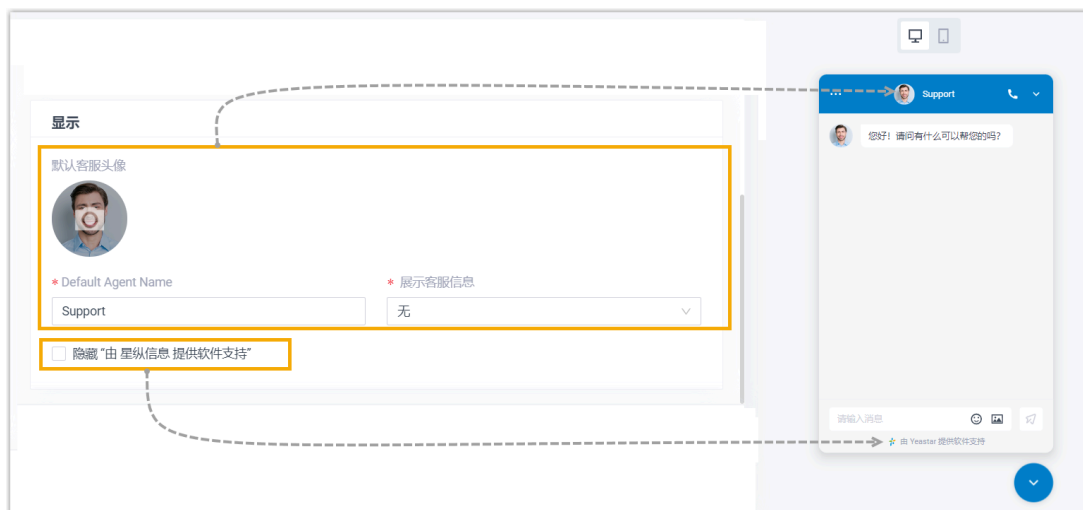 显示
默认客服头像
* Default Agent Name
* 展示客服信息
Support
无
隐藏 “由 星纵信息 提供软件支持”
Support
您好！请问有什么可以帮您的吗?
请输入消息
由 Yeastar 提供软件支持